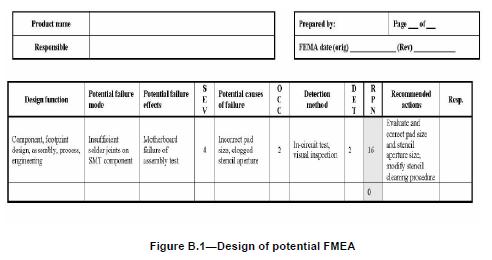 Product name
Responsible
Prepared by: Page __ of __
FEMA date (orig) __________ (Rev) __________
Design function
Potential failure
mode
Potential failure
effects
S
E
V
Potential causes
of failure
O
C
C
Detection
method
D
E
T
R
P
N
Recommended
actions
Resp.
Component, footprint
design, assembly, process,
engineering
Insufficient
solder joints on
SMT component
Motherboard
failure of
assembly test
4
Incorrect pad
size, clogged
stencil aperture
2
In-circuit test,
visual inspection
2
16
Evaluate and
correct pad size
and stencil
aperture size,
modify stencil
cleaning procedure
0
Figure B.1—Design of potential FMEA